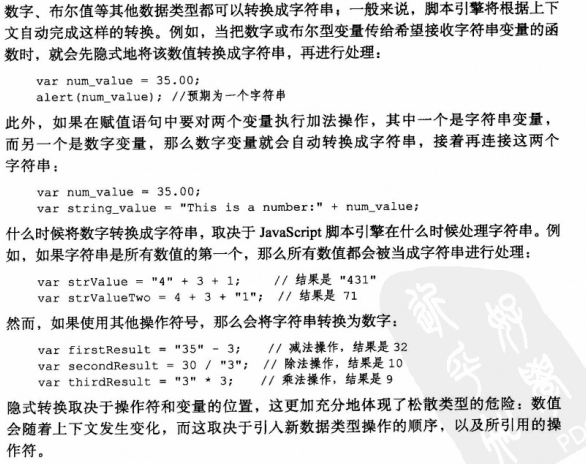 数字、布尔值等其他数据类型都可以转换成字符串；一般来说，脚本引擎将根据上下
文自动完成这样的转换。例如，当把数字或布尔型变量传给希望接收字符串变量的函
数时，就会先隐式地将该数值转换成字符串，再进行处理：
var num_value = 35.00;
alert(num_value); //预期为一个字符串
此外，如果在赋值语句中要对两个变量执行加法操作，其中一个是字符串变量，
而另一个是数字变量，那么数字变量就会自动转换成字符串，接着再连接这两个
字符串：
var num_value = 35.00;
var string_value = "This is a number:" + num_value;
什么时候将数字转换成字符串，取决于 JavaScript 脚本引擎在什么时候处理字符串。例
如，如果字符串是所有数值的第一个，那么所有数值都会被当成字符串进行处理：
var strValue = "4" + 3 + 1; // 结果是 "431"
var strValueTwo = 4 + 3 + "1"; // 结果是 71
然而，如果使用其他操作符号，那么会将字符串转换为数字：
var firstResult = "35" - 3; // 减法操作，结果是 32
var secondResult = 30 / "3"; // 除法操作，结果是 10
var thirdResult = "3" * 3; // 乘法操作，结果是 9
隐式转换取决于操作符和变量的位置，这更加充分地体现了松散类型的危险：数值
会随着上下文发生变化，而这取决于引入新数据类型操作的顺序，以及所引用的操
作符。
PD